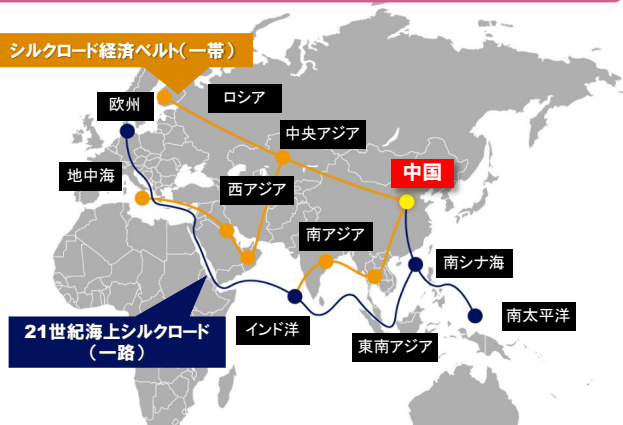 シルクロード経済ベルト(一帯)
欧州
ロシア
中央アジア
地中海
西アジア
中国
南アジア
南シナ海
インド洋
南太平洋
東南アジア
21世紀海上シルクロード
(一路)